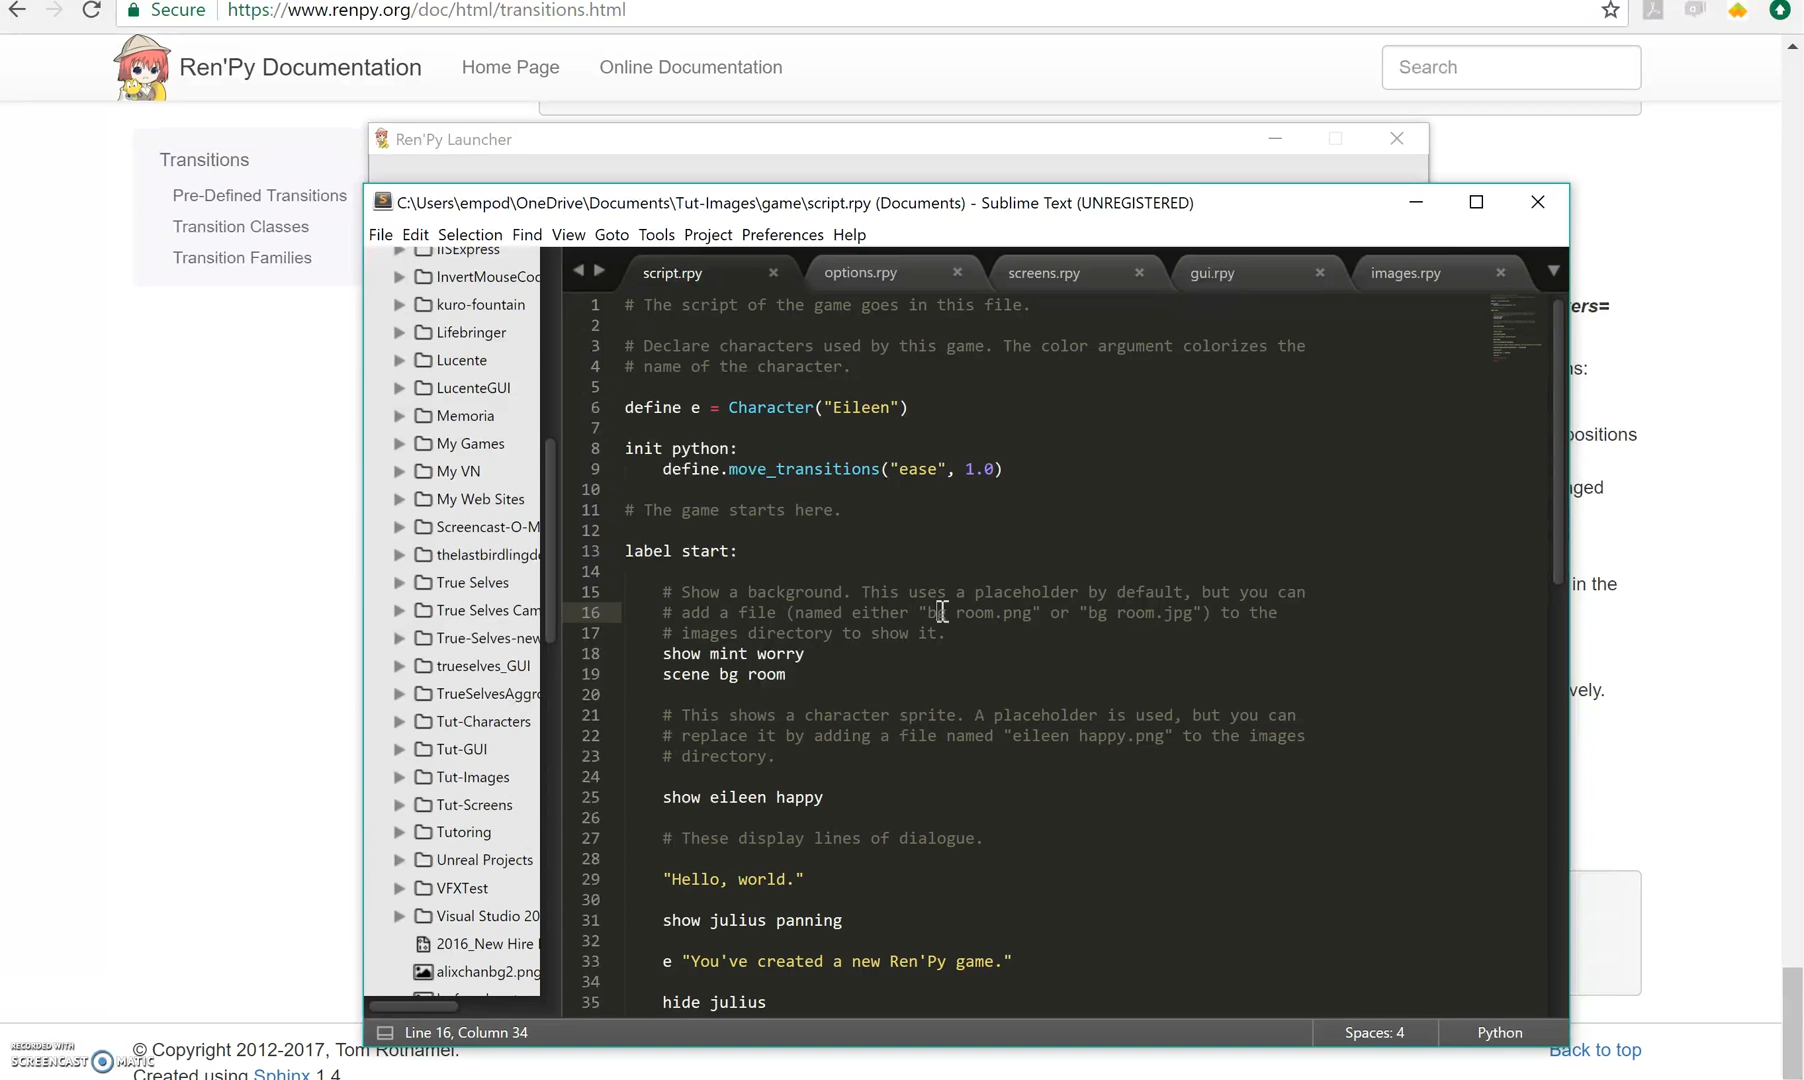 Secure https://www.renpy.org/doc/html/transitions.html
Ren'Py Documentation Home Page Online Documentation Search
Transitions
Pre-Defined Transitions
Transition Classes
Transition Families
Ren'Py Launcher
C:\Users\empod\OneDrive\Documents\Tut-Images\game\script.rpy (Documents) - Sublime Text (UNREGISTERED)
File Edit Selection Find View Goto Tools Project Preferences Help
IISExpress
InvertMouseCoo
kuro-fountain
Lifebringer
Lucente
LucenteGUI
Memoria
My Games
My VN
My Web Sites
Screencast-O-M
thelastbirdlingd
True Selves
True Selves Cam
True-Selves-new
trueselves_GUI
TrueSelvesAggro
Tut-Characters
Tut-GUI
Tut-Images
Tut-Screens
Tutoring
Unreal Projects
VFXTest
Visual Studio 20
2016_New Hire
alixchanbg2.png
script.rpy options.rpy screens.rpy gui.rpy images.rpy
1 # The script of the game goes in this file.
2
3 # Declare characters used by this game. The color argument colorizes the
4 # name of the character.
5
6 define e = Character("Eileen")
7
8 init python:
9 define.move_transitions("ease", 1.0)
10
11 # The game starts here.
12
13 label start:
14
15 # Show a background. This uses a placeholder by default, but you can
16 # add a file (named either "bg room.png" or "bg room.jpg") to the
17 # images directory to show it.
18 show mint worry
19 scene bg room
20
21 # This shows a character sprite. A placeholder is used, but you can
22 # replace it by adding a file named "eileen happy.png" to the images
23 # directory.
24
25 show eileen happy
26
27 # These display lines of dialogue.
28
29 "Hello, world."
30
31 show julius panning
32
33 e "You've created a new Ren'Py game."
34
35 hide julius
Line 16, Column 34 Spaces: 4 Python
ers=
ns:
positions
nged
in the
vely.
RECORDED WITH
SCREENCAST MATIC
© Copyright 2012-2017, Tom Rothamel.
Created using Sphinx 1.4
Back to top